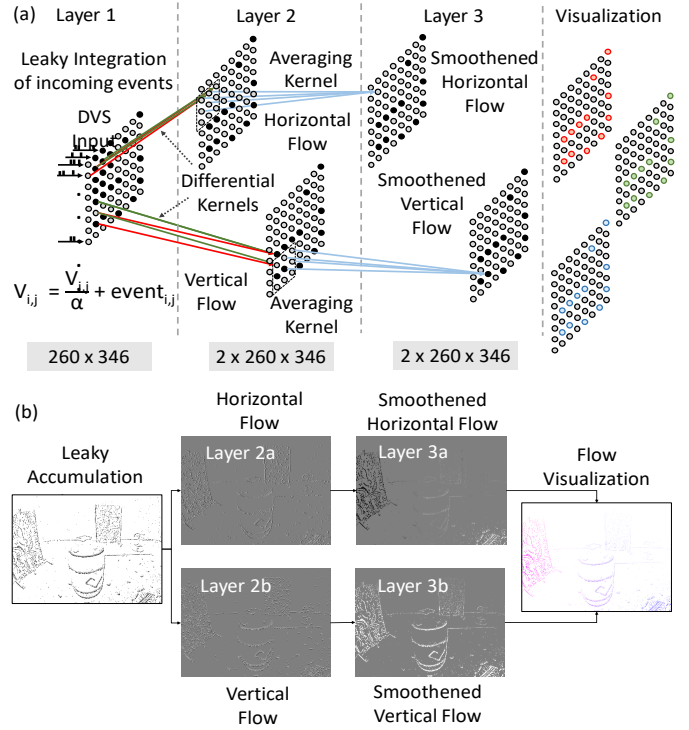 (a)
Layer 1
Layer 2
Layer 3
Visualization
Leaky Integration
of incoming events
DVS
Input
Averaging
Kernel
Horizontal
Flow
Smoothened
Horizontal
Flow
Differential
Kernels
Smoothened
Vertical
Flow
Vertical
Flow
Averaging
Kernel
V i,j = V i,j / α + event i,j
260 x 346
2 x 260 x 346
2 x 260 x 346
(b)
Horizontal
Flow
Smoothened
Horizontal Flow
Leaky
Accumulation
Layer 2a
Layer 3a
Flow
Visualization
Layer 2b
Layer 3b
Vertical
Flow
Smoothened
Vertical Flow